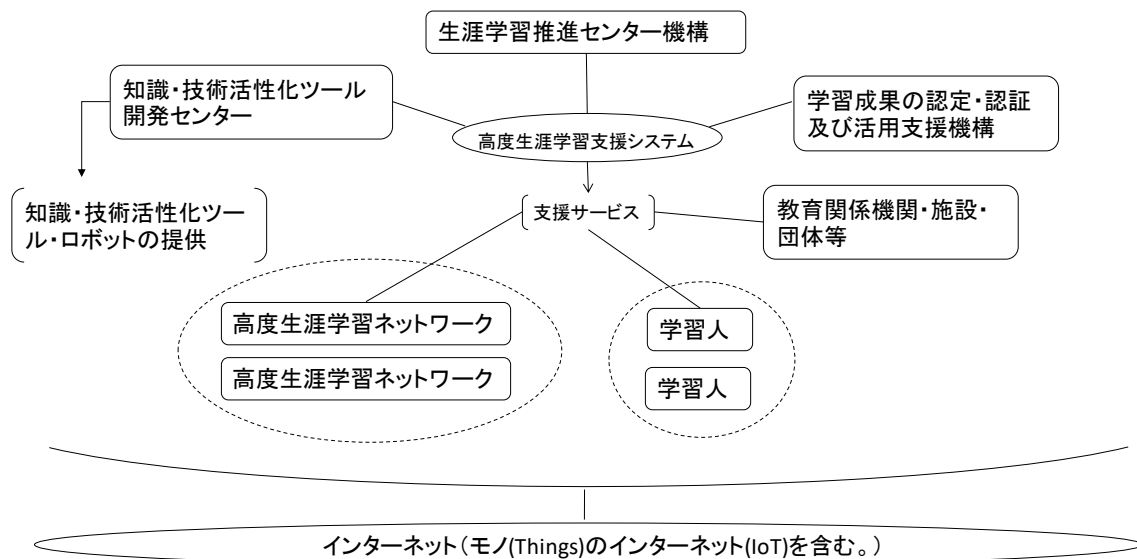 生涯学習推進センター機構
知識・技術活性化ツール
開発センター
学習成果の認定・認証
及び活用支援機構
高度生涯学習支援システム
知識・技術活性化ツー
ル・ロボットの提供
支援サービス
教育関係機関・施設・
団体等
高度生涯学習ネットワーク
高度生涯学習ネットワーク
学習人
学習人
インターネット(モノ(Things)のインターネット(IoT)を含む。)